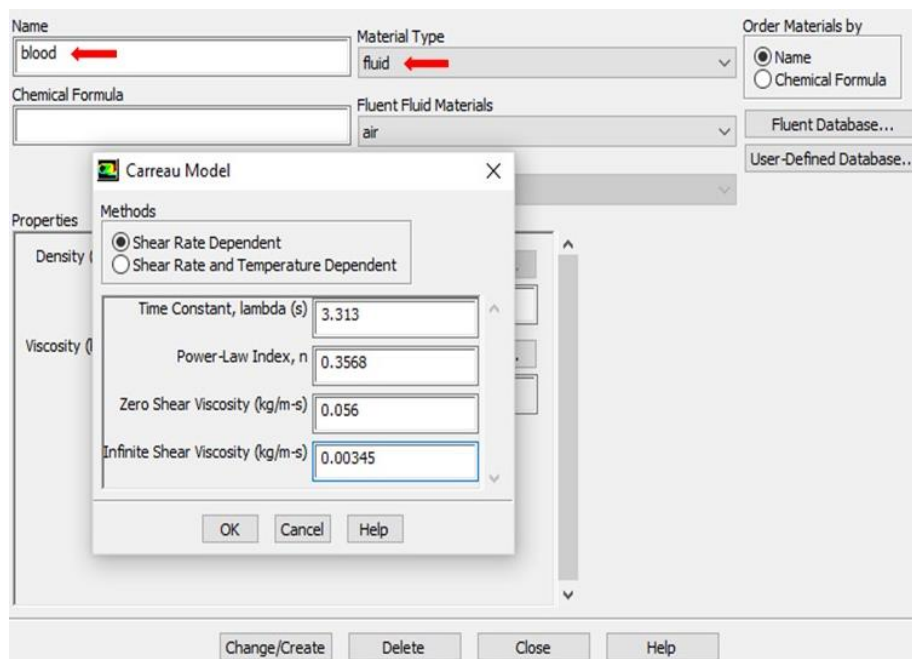 Name
blood
Material Type
fluid
Order Materials by
Name
Chemical Formula
Chemical Formula
Fluent Fluid Materials
air
Fluent Database...
User-Defined Database..
Carreau Model
Methods
Shear Rate Dependent
Shear Rate and Temperature Dependent
Properties
Density (
Viscosity (
Time Constant, lambda (s) 3.313
Power-Law Index, n 0.3568
Zero Shear Viscosity (kg/m-s) 0.056
Infinite Shear Viscosity (kg/m-s) 0.00345
OK Cancel Help
Change/Create Delete Close Help